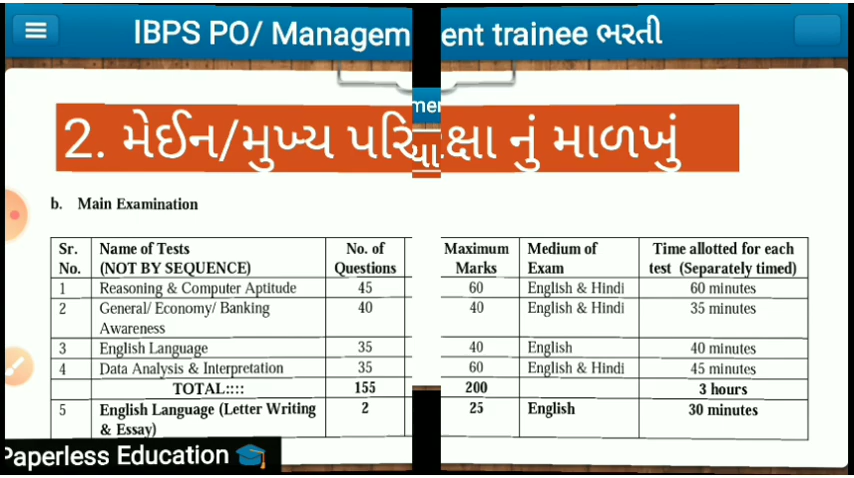 IBPS PO/ Management trainee ભરતી
2. મેઈન/મુખ્ય પરિક્ષા નું માળખું
b. Main Examination
Sr. No. Name of Tests (NOT BY SEQUENCE) No. of Questions Maximum Marks Medium of Exam Time allotted for each test (Separately timed)
1 Reasoning & Computer Aptitude 45 60 English & Hindi 60 minutes
2 General/ Economy/ Banking Awareness 40 40 English & Hindi 35 minutes
3 English Language 35 40 English 40 minutes
4 Data Analysis & Interpretation 35 60 English & Hindi 45 minutes
TOTAL:::: 155 200 3 hours
5 English Language (Letter Writing & Essay) 2 25 English 30 minutes
Paperless Education